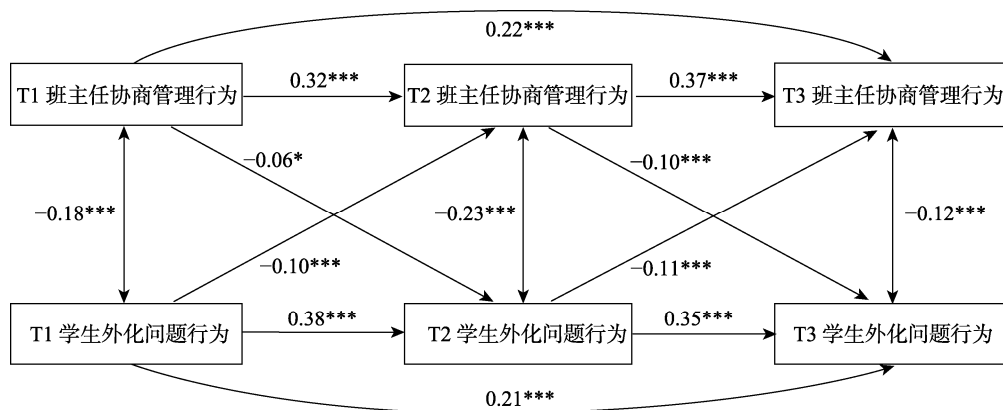 0.22***
T1 班主任协商管理行为
0.32***
T2 班主任协商管理行为
0.37***
T3 班主任协商管理行为
−0.06*
−0.10***
−0.18***
−0.23***
−0.12***
−0.10***
−0.11***
T1 学生外化问题行为
0.38***
T2 学生外化问题行为
0.35***
T3 学生外化问题行为
0.21***